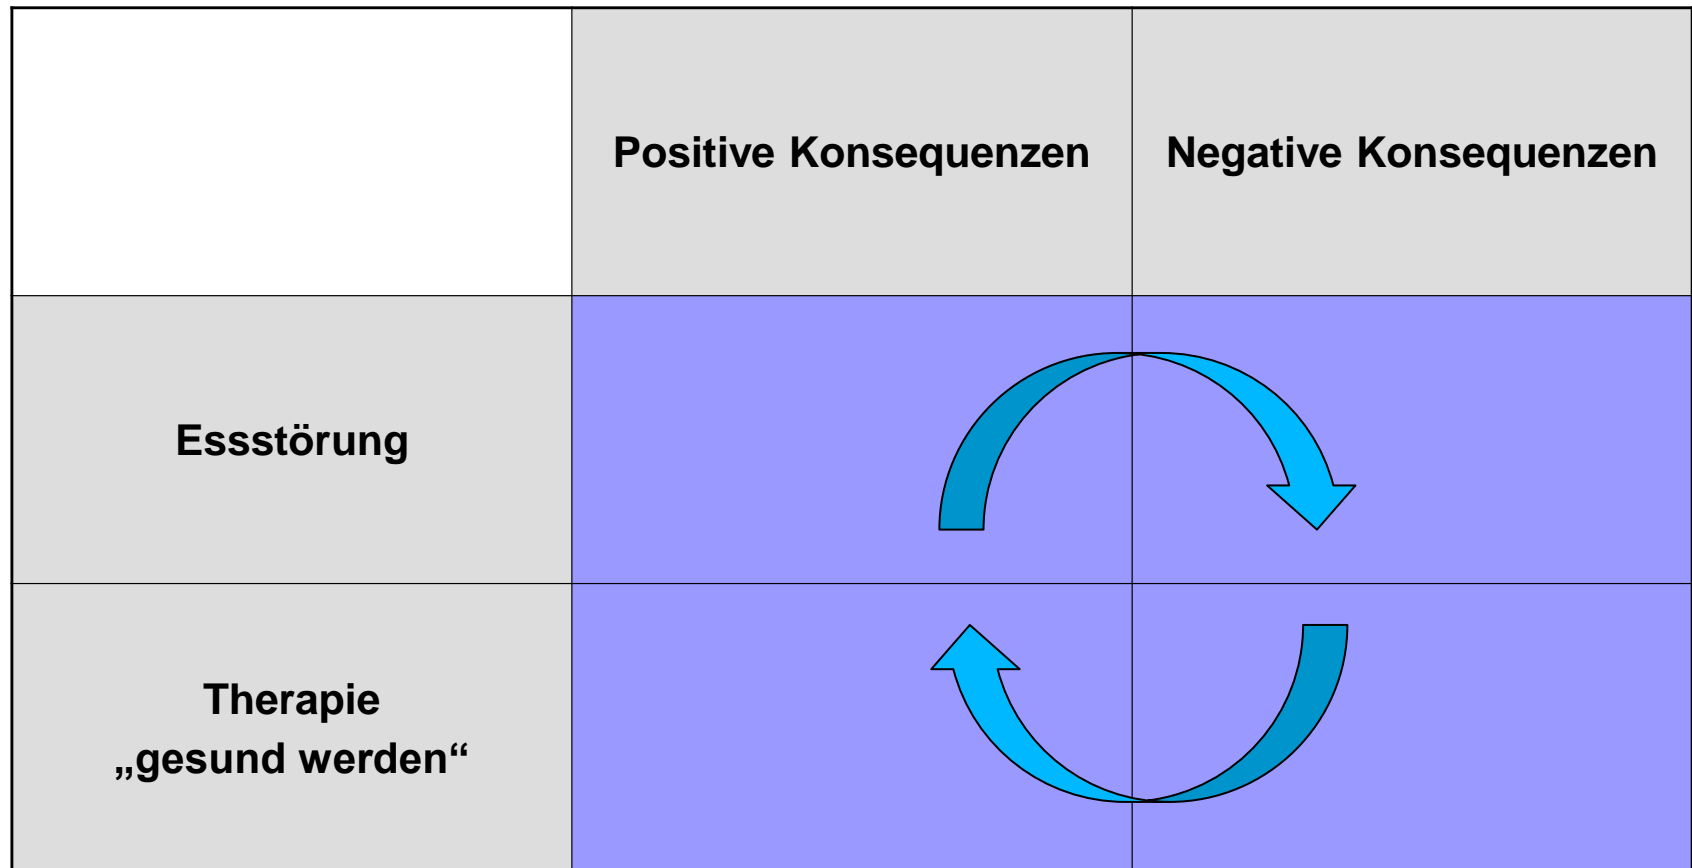 Positive Konsequenzen
Negative Konsequenzen
Essstörung
Therapie
„gesund werden“